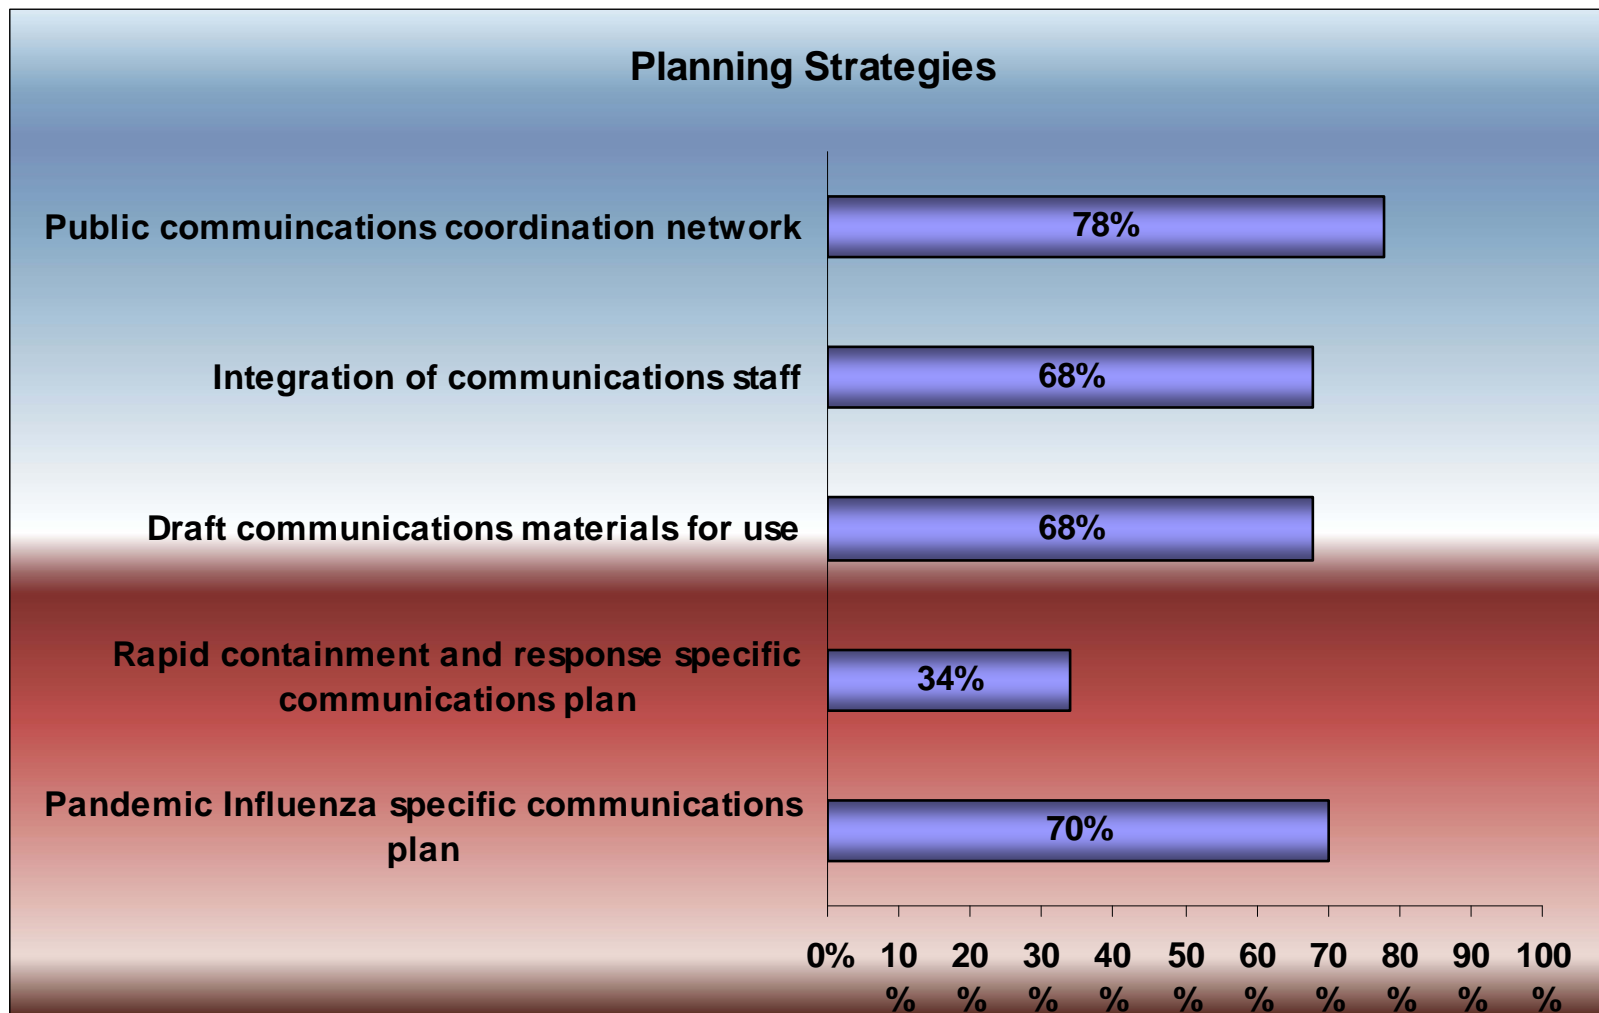 Planning Strategies
Public commuincations coordination network
78%
Integration of communications staff
68%
Draft communications materials for use
68%
Rapid containment and response specific
communications plan
34%
Pandemic Influenza specific communications
plan
70%
0% 10 20 30 40 50 60 70 80 90 100
% % % % % % % % % %